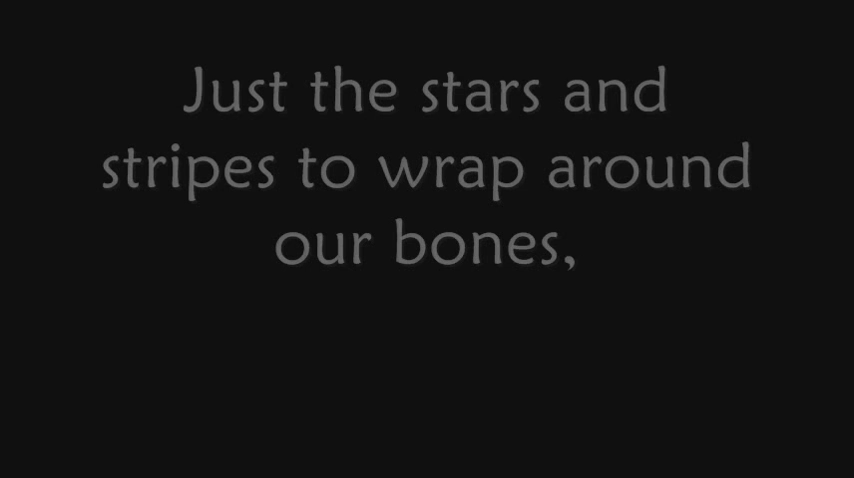 Just the stars and
stripes to wrap around
our bones,